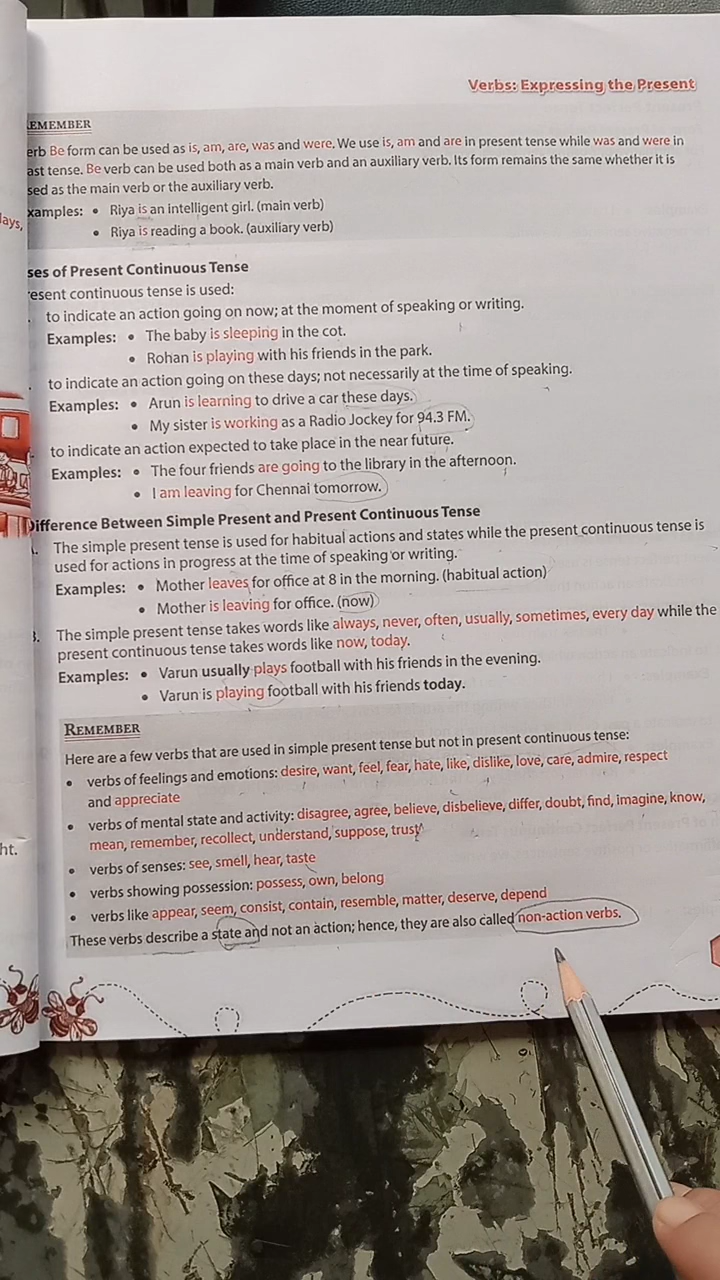 Verbs: Expressing the Present
EMEMBER
erb Be form can be used as is, am, are, was and were. We use is, am and are in present tense while was and were in
ast tense. Be verb can be used both as a main verb and an auxiliary verb. Its form remains the same whether it is
sed as the main verb or the auxiliary verb.
xamples: • Riya is an intelligent girl. (main verb)
lays,
• Riya is reading a book. (auxiliary verb)
ses of Present Continuous Tense
resent continuous tense is used:
to indicate an action going on now; at the moment of speaking or writing.
Examples: • The baby is sleeping in the cot.
• Rohan is playing with his friends in the park.
to indicate an action going on these days; not necessarily at the time of speaking.
Examples: • Arun is learning to drive a car these days.
• My sister is working as a Radio Jockey for 94.3 FM.
to indicate an action expected to take place in the near future.
Examples: • The four friends are going to the library in the afternoon.
• I am leaving for Chennai tomorrow.
Difference Between Simple Present and Present Continuous Tense
The simple present tense is used for habitual actions and states while the present continuous tense is
used for actions in progress at the time of speaking or writing.
Examples: • Mother leaves for office at 8 in the morning. (habitual action)
• Mother is leaving for office. (now)
3. The simple present tense takes words like always, never, often, usually, sometimes, every day while the
present continuous tense takes words like now, today.
Examples: • Varun usually plays football with his friends in the evening.
• Varun is playing football with his friends today.
REMEMBER
Here are a few verbs that are used in simple present tense but not in present continuous tense:
• verbs of feelings and emotions: desire, want, feel, fear, hate, like, dislike, love, care, admire, respect
and appreciate
• verbs of mental state and activity: disagree, agree, believe, disbelieve, differ, doubt, find, imagine, know,
mean, remember, recollect, understand, suppose, trust
ht.
• verbs of senses: see, smell, hear, taste
• verbs showing possession: possess, own, belong
• verbs like appear, seem, consist, contain, resemble, matter, deserve, depend
These verbs describe a state and not an action; hence, they are also called non-action verbs.